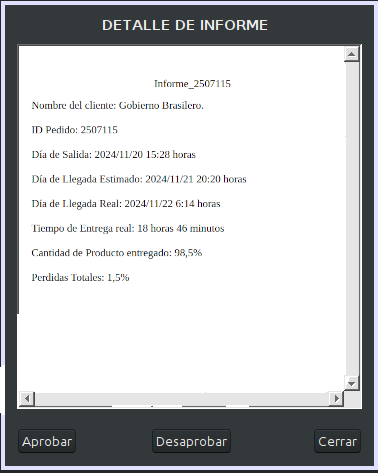 DETALLE DE INFORME
Informe_2507115
Nombre del cliente: Gobierno Brasilero.
ID Pedido: 2507115
Día de Salida: 2024/11/20 15:28 horas
Día de Llegada Estimado: 2024/11/21 20:20 horas
Día de Llegada Real: 2024/11/22 6:14 horas
Tiempo de Entrega real: 18 horas 46 minutos
Cantidad de Producto entregado: 98,5%
Perdidas Totales: 1,5%
Aprobar Desaprobar Cerrar